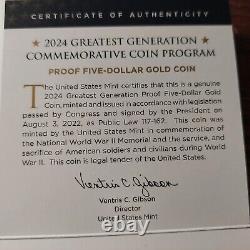 CERTIFICATE OF AUTHENTICITY
2024 GREATEST GENERATION
COMMEMORATIVE COIN PROGRAM
PROOF FIVE-DOLLAR GOLD COIN
The United States Mint certifies that this is a genuine
2024 Greatest Generation Proof Five-Dollar Gold
Coin, minted and issued in accordance with legislation
passed by Congress and signed by the President on
August 3, 2022, as Public Law 117-162. This coin was
minted by the United States Mint in commemoration of
the National World War II Memorial and the service, and
sacrifice of American soldiers and civilians during World
War II. This coin is legal tender of the United States.
Ventris C. Gibson
Ventris C. Gibson
Director
United States Mint